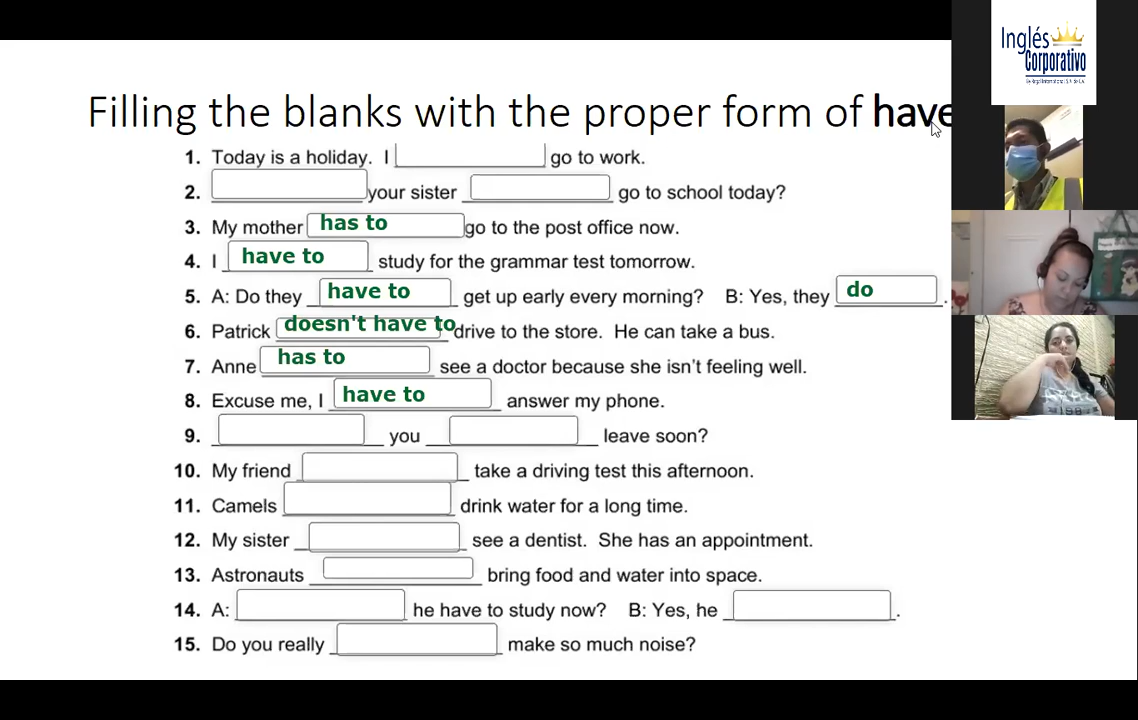 Filling the blanks with the proper form of have
1. Today is a holiday. I go to work.
2. your sister go to school today?
3. My mother has to go to the post office now.
4. I have to study for the grammar test tomorrow.
5. A: Do they have to get up early every morning? B: Yes, they do.
6. Patrick doesn't have to drive to the store. He can take a bus.
7. Anne has to see a doctor because she isn't feeling well.
8. Excuse me, I have to answer my phone.
9. you leave soon?
10. My friend take a driving test this afternoon.
11. Camels drink water for a long time.
12. My sister see a dentist. She has an appointment.
13. Astronauts bring food and water into space.
14. A: he have to study now? B: Yes, he .
15. Do you really make so much noise?
Inglés
Corporativo